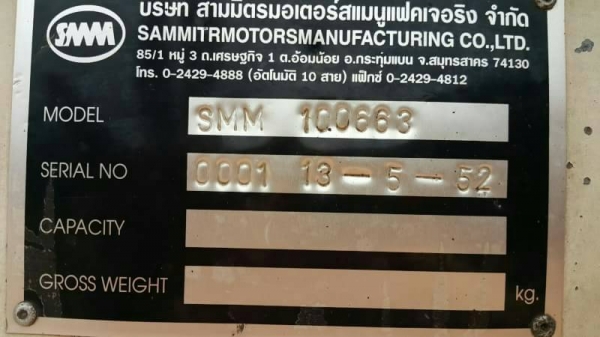 บริษัท สามมิตรมอเตอร์สแมนูแฟคเจอริง จำกัด
SMM SAMMITRMOTORSMANUFACTURING CO.,LTD.
85/1 หมู่ 3 ถ.เศรษฐกิจ 1 ต.อ้อมน้อย อ.กระทุ่มแบน จ.สมุทรสาคร 74130
โทร. 0-2429-4888 (อัตโนมัติ 10 สาย) แฟ็กซ์ 0-2429-4812
MODEL SMM 100663
SERIAL NO 0001 13-5-52
CAPACITY
GROSS WEIGHT kg.